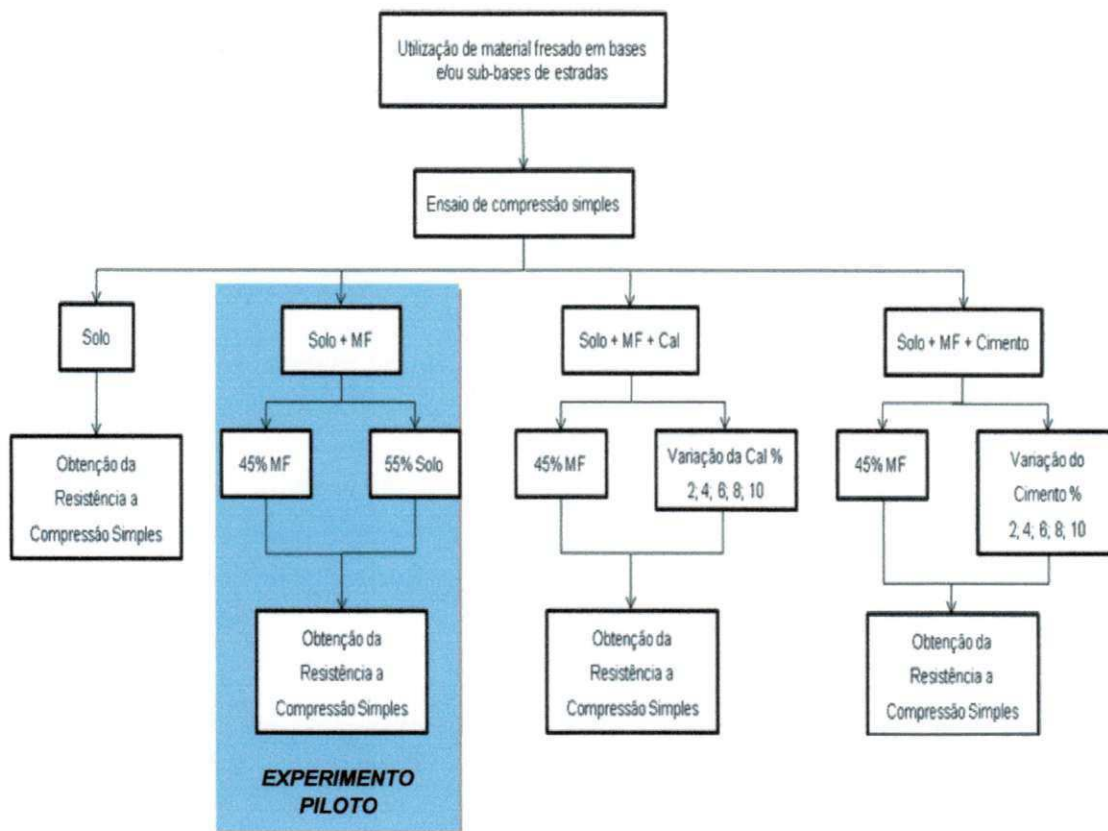 Utilização de material fresado em bases
e/ou sub-bases de estradas
Ensaio de compressão simples
Solo
Solo + MF
Solo + MF + Cal
Solo + MF + Cimento
Obtenção da
Resistência a
Compressão Simples
45% MF
55% Solo
45% MF
Variação da Cal %
2; 4; 6, 8; 10
45% MF
Variação do
Cimento %
2; 4; 6, 8; 10
Obtenção da
Resistência a
Compressão Simples
Obtenção da
Resistência a
Compressão Simples
Obtenção da
Resistência a
Compressão Simples
EXPERIMENTO
PILOTO